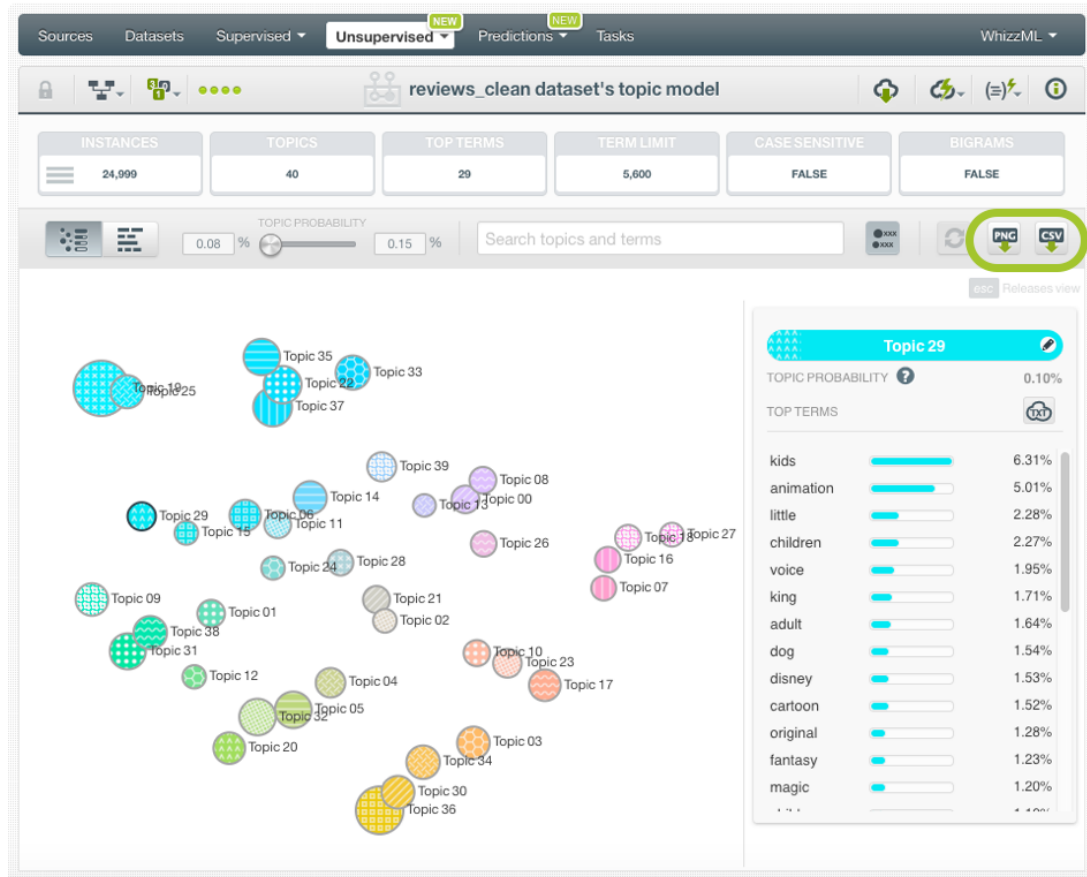 NEW NEW
Sources Datasets Supervised Unsupervised Predictions Tasks WhizzML
reviews_clean dataset's topic model
INSTANCES TOPICS TOP TERMS TERM LIMIT CASE SENSITIVE BIGRAMS
24,999 40 29 5,600 FALSE FALSE
TOPIC PROBABILITY
0.08 % 0.15 % Search topics and terms xxx xxx PNG CSV
esc Releases view
Topic 29
TOPIC PROBABILITY ? 0.10%
TOP TERMS TXT
kids 6.31%
animation 5.01%
little 2.28%
children 2.27%
voice 1.95%
king 1.71%
adult 1.64%
dog 1.54%
disney 1.53%
cartoon 1.52%
original 1.28%
fantasy 1.23%
magic 1.20%
Topic 35
Topic 33
Topic 22
Topic 19
Topic 25
Topic 37
Topic 39
Topic 08
Topic 14
Topic 00
Topic 13
Topic 29
Topic 06
Topic 11
Topic 15
Topic 27
Topic 18
Topic 26
Topic 16
Topic 28
Topic 24
Topic 07
Topic 09
Topic 21
Topic 01
Topic 02
Topic 38
Topic 31
Topic 10
Topic 23
Topic 12
Topic 04
Topic 17
Topic 05
Topic 32
Topic 20
Topic 03
Topic 34
Topic 30
Topic 36